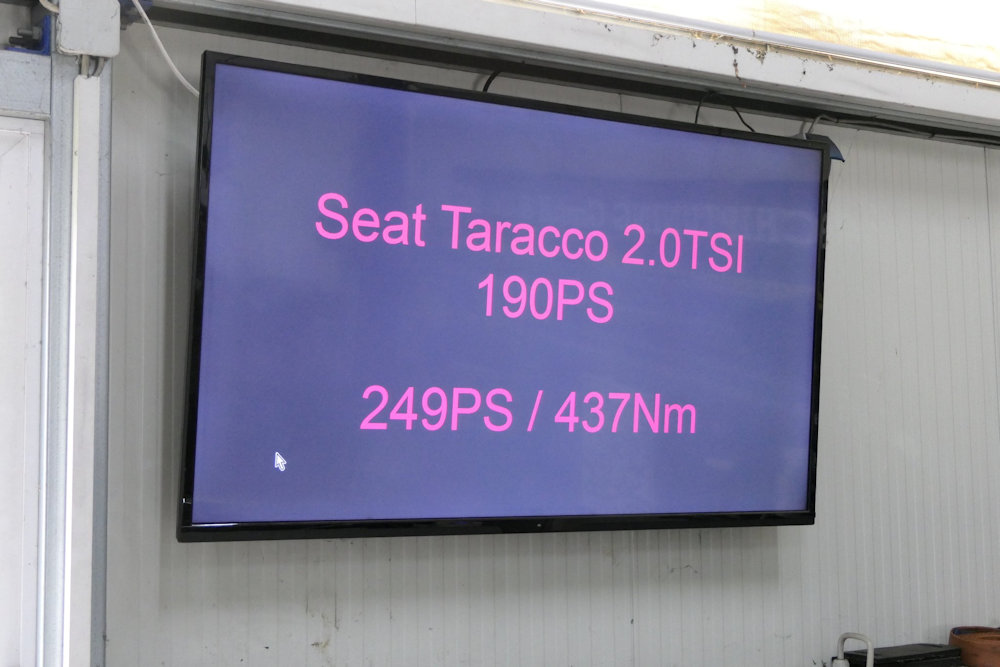 Seat Taracco 2.0TSI
190PS
249PS / 437Nm